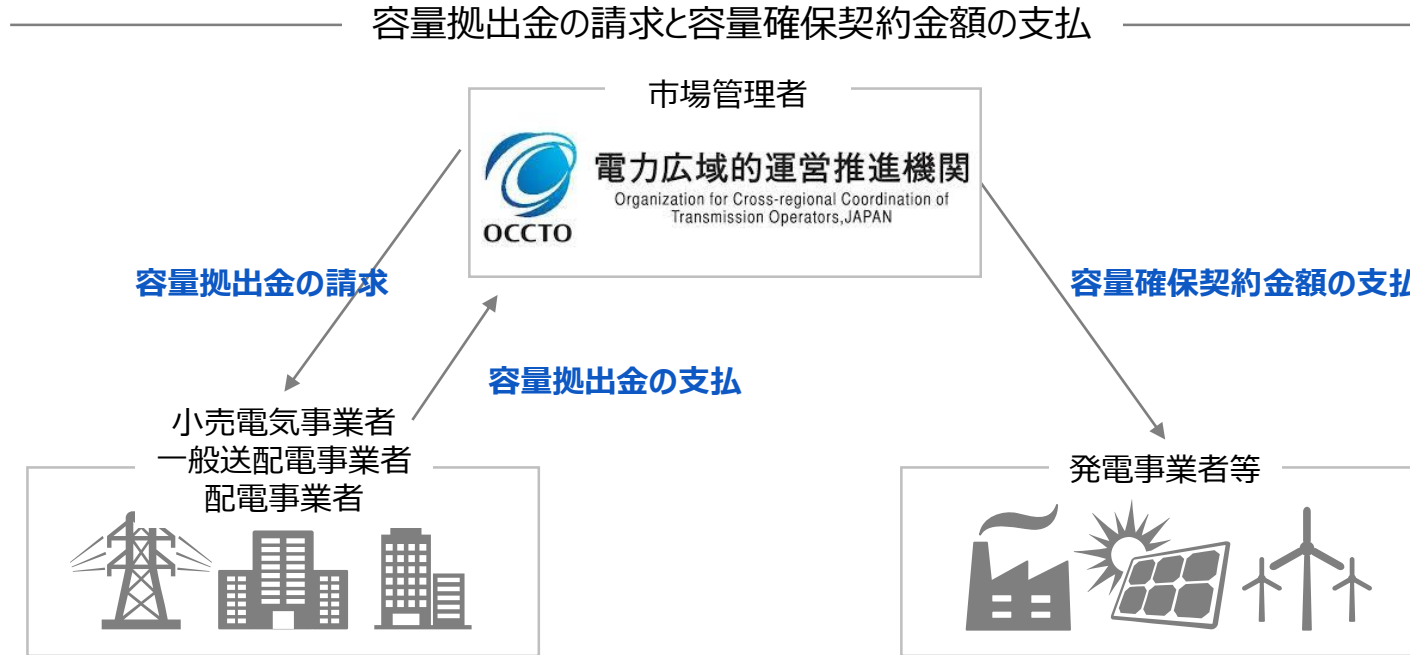 容量拠出金の請求と容量確保契約金額の支払
市場管理者
電力広域的運営推進機関
Organization for Cross-regional Coordination of
Transmission Operators,JAPAN
OCCTO
容量拠出金の請求
容量確保契約金額の支払
容量拠出金の支払
小売電気事業者
一般送配電事業者
配電事業者
発電事業者等